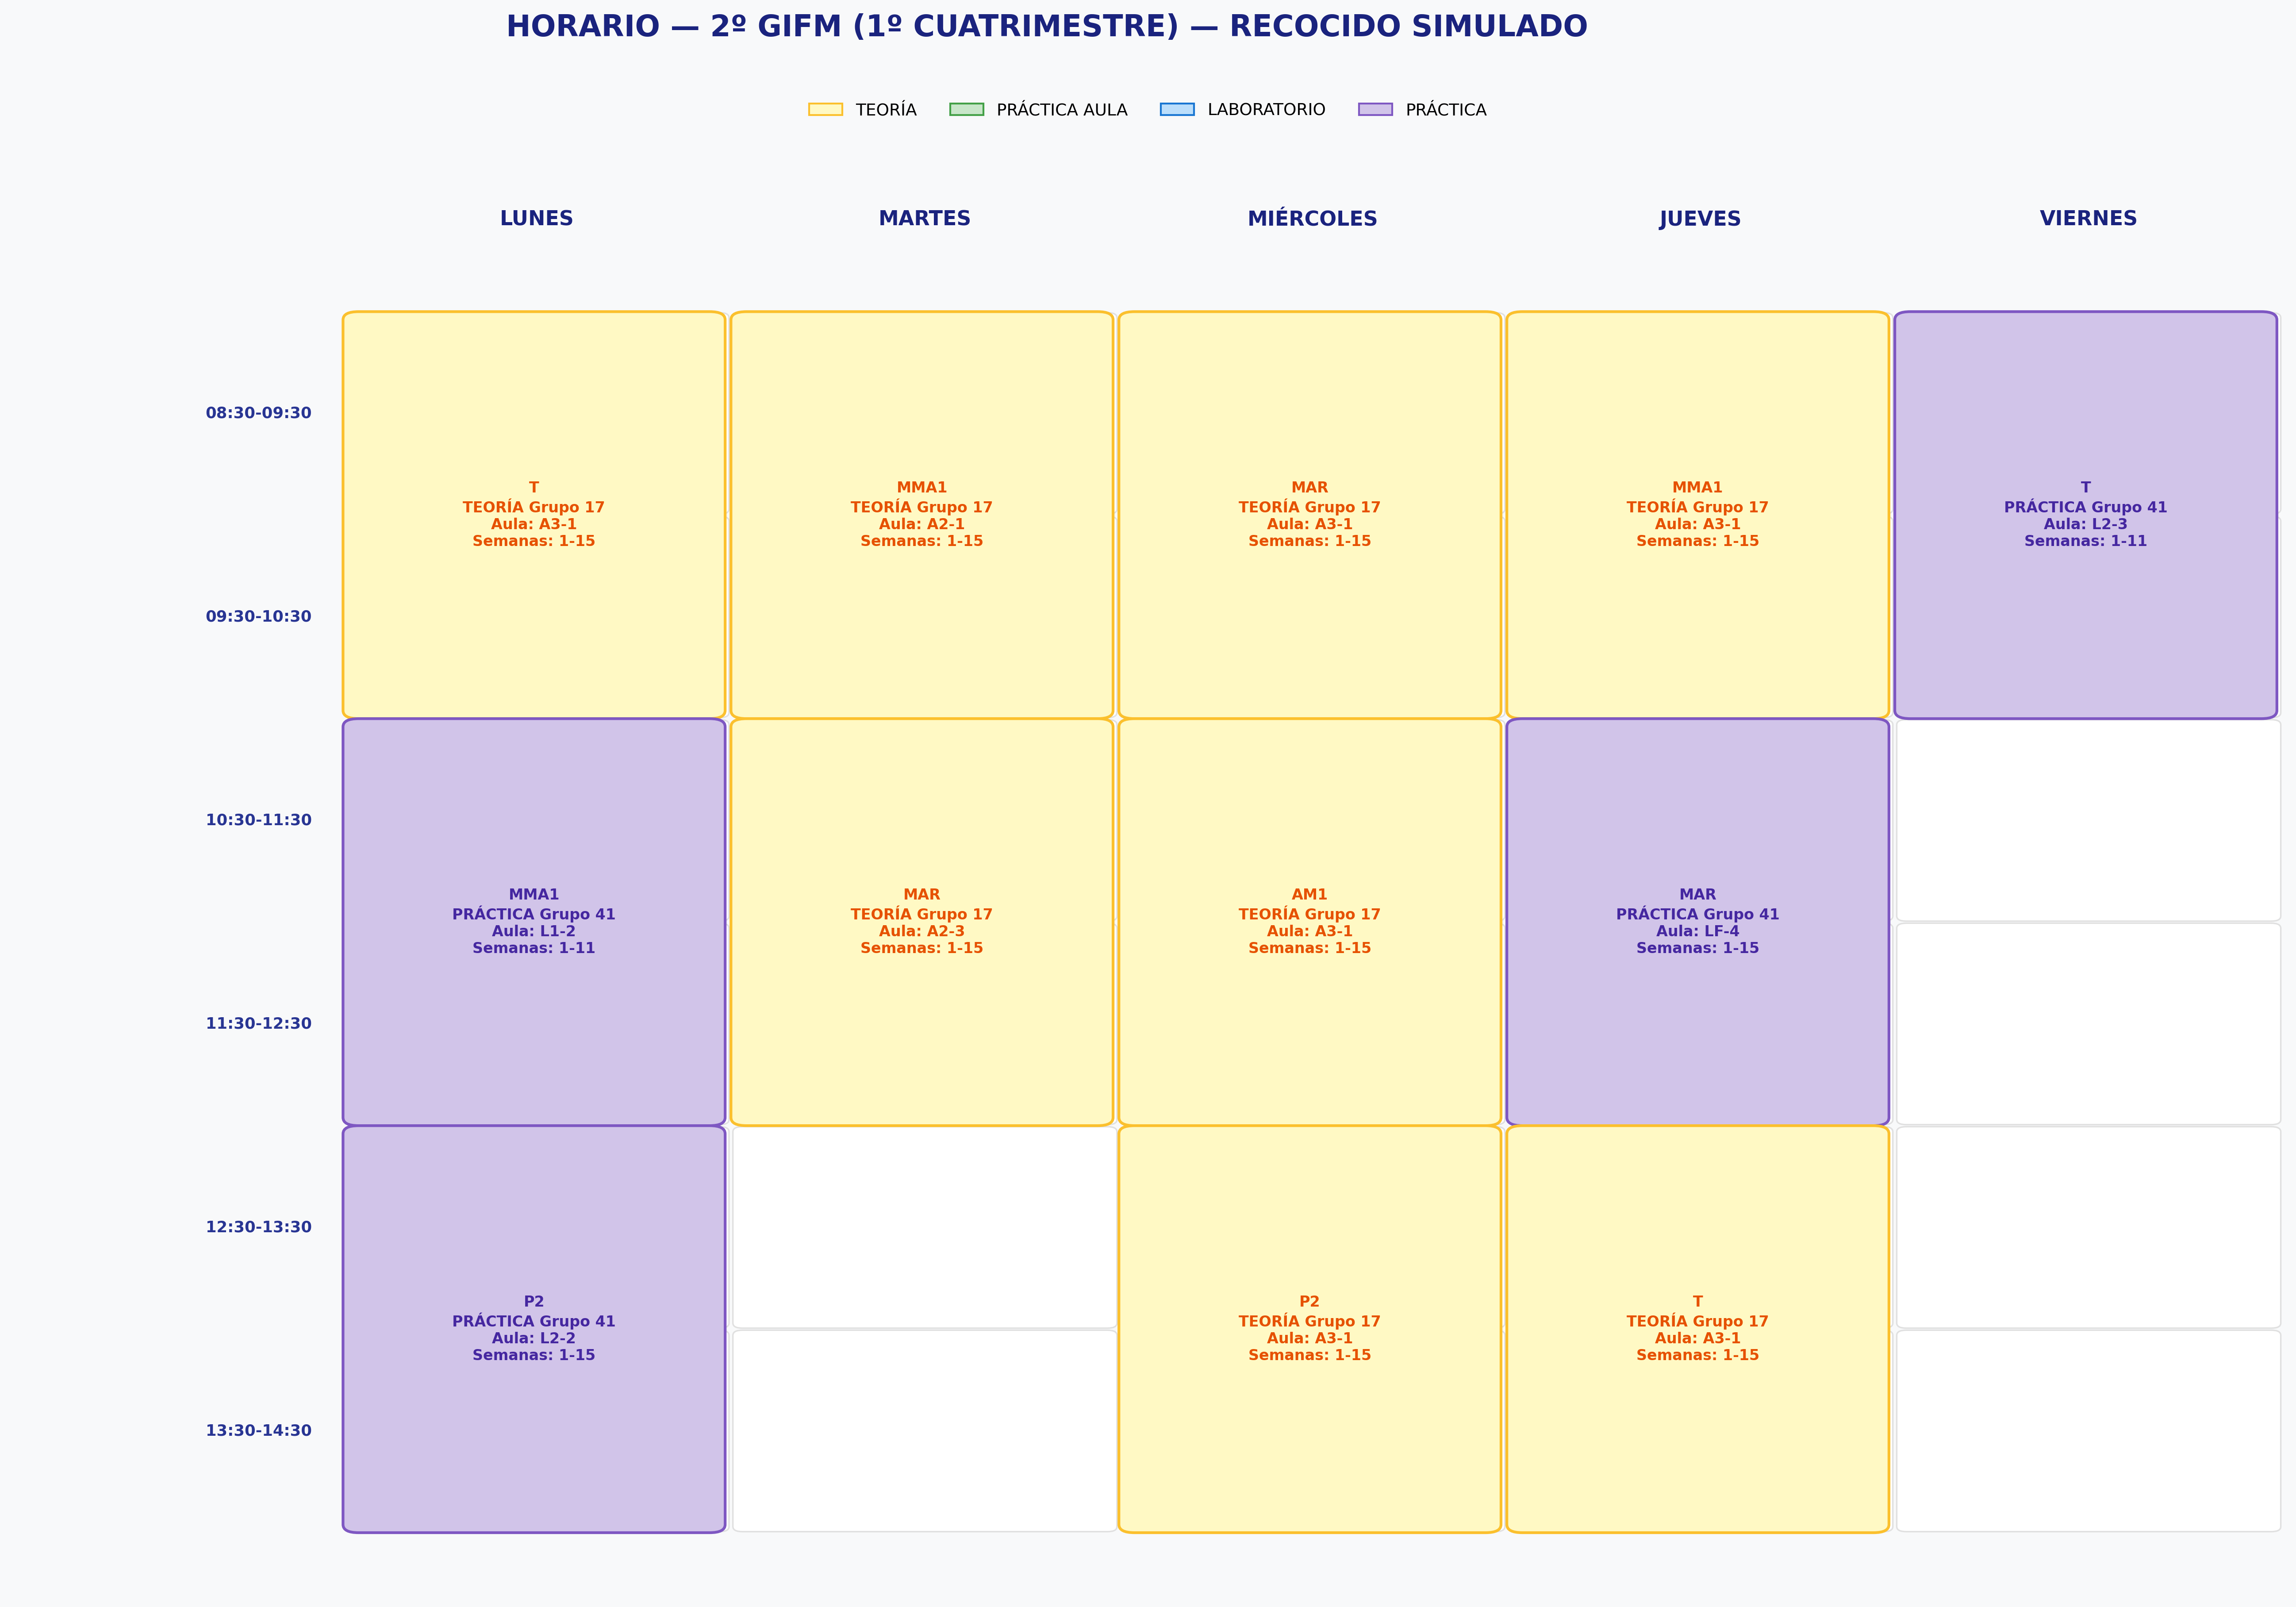 HORARIO — 2º GIFM (1º CUATRIMESTRE) — RECOCIDO SIMULADO
TEORÍA
PRÁCTICA AULA
LABORATORIO
PRÁCTICA
LUNES
MARTES
MIÉRCOLES
JUEVES
VIERNES
08:30-09:30
09:30-10:30
T
TEORÍA Grupo 17
Aula: A3-1
Semanas: 1-15
MMA1
TEORÍA Grupo 17
Aula: A2-1
Semanas: 1-15
MAR
TEORÍA Grupo 17
Aula: A3-1
Semanas: 1-15
MMA1
TEORÍA Grupo 17
Aula: A3-1
Semanas: 1-15
T
PRÁCTICA Grupo 41
Aula: L2-3
Semanas: 1-11
10:30-11:30
11:30-12:30
MMA1
PRÁCTICA Grupo 41
Aula: L1-2
Semanas: 1-11
MAR
TEORÍA Grupo 17
Aula: A2-3
Semanas: 1-15
AM1
TEORÍA Grupo 17
Aula: A3-1
Semanas: 1-15
MAR
PRÁCTICA Grupo 41
Aula: LF-4
Semanas: 1-15
12:30-13:30
13:30-14:30
P2
PRÁCTICA Grupo 41
Aula: L2-2
Semanas: 1-15
P2
TEORÍA Grupo 17
Aula: A3-1
Semanas: 1-15
T
TEORÍA Grupo 17
Aula: A3-1
Semanas: 1-15